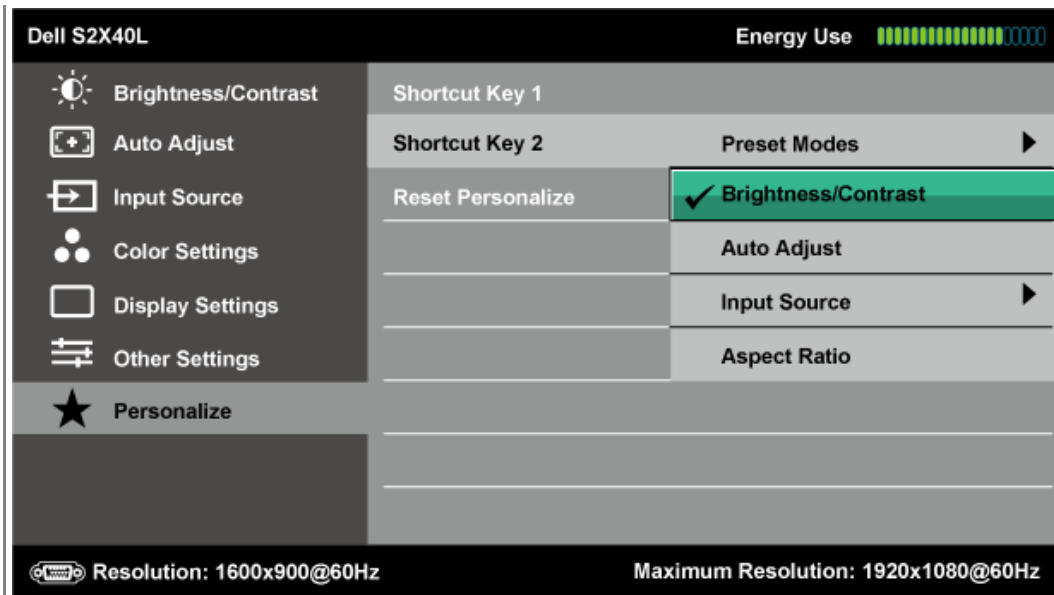 Dell S2X40L Energy Use
Brightness/Contrast Shortcut Key 1
Auto Adjust Shortcut Key 2 Preset Modes
Input Source Reset Personalize Brightness/Contrast
Color Settings Auto Adjust
Display Settings Input Source
Other Settings Aspect Ratio
Personalize
Resolution: 1600x900@60Hz Maximum Resolution: 1920x1080@60Hz